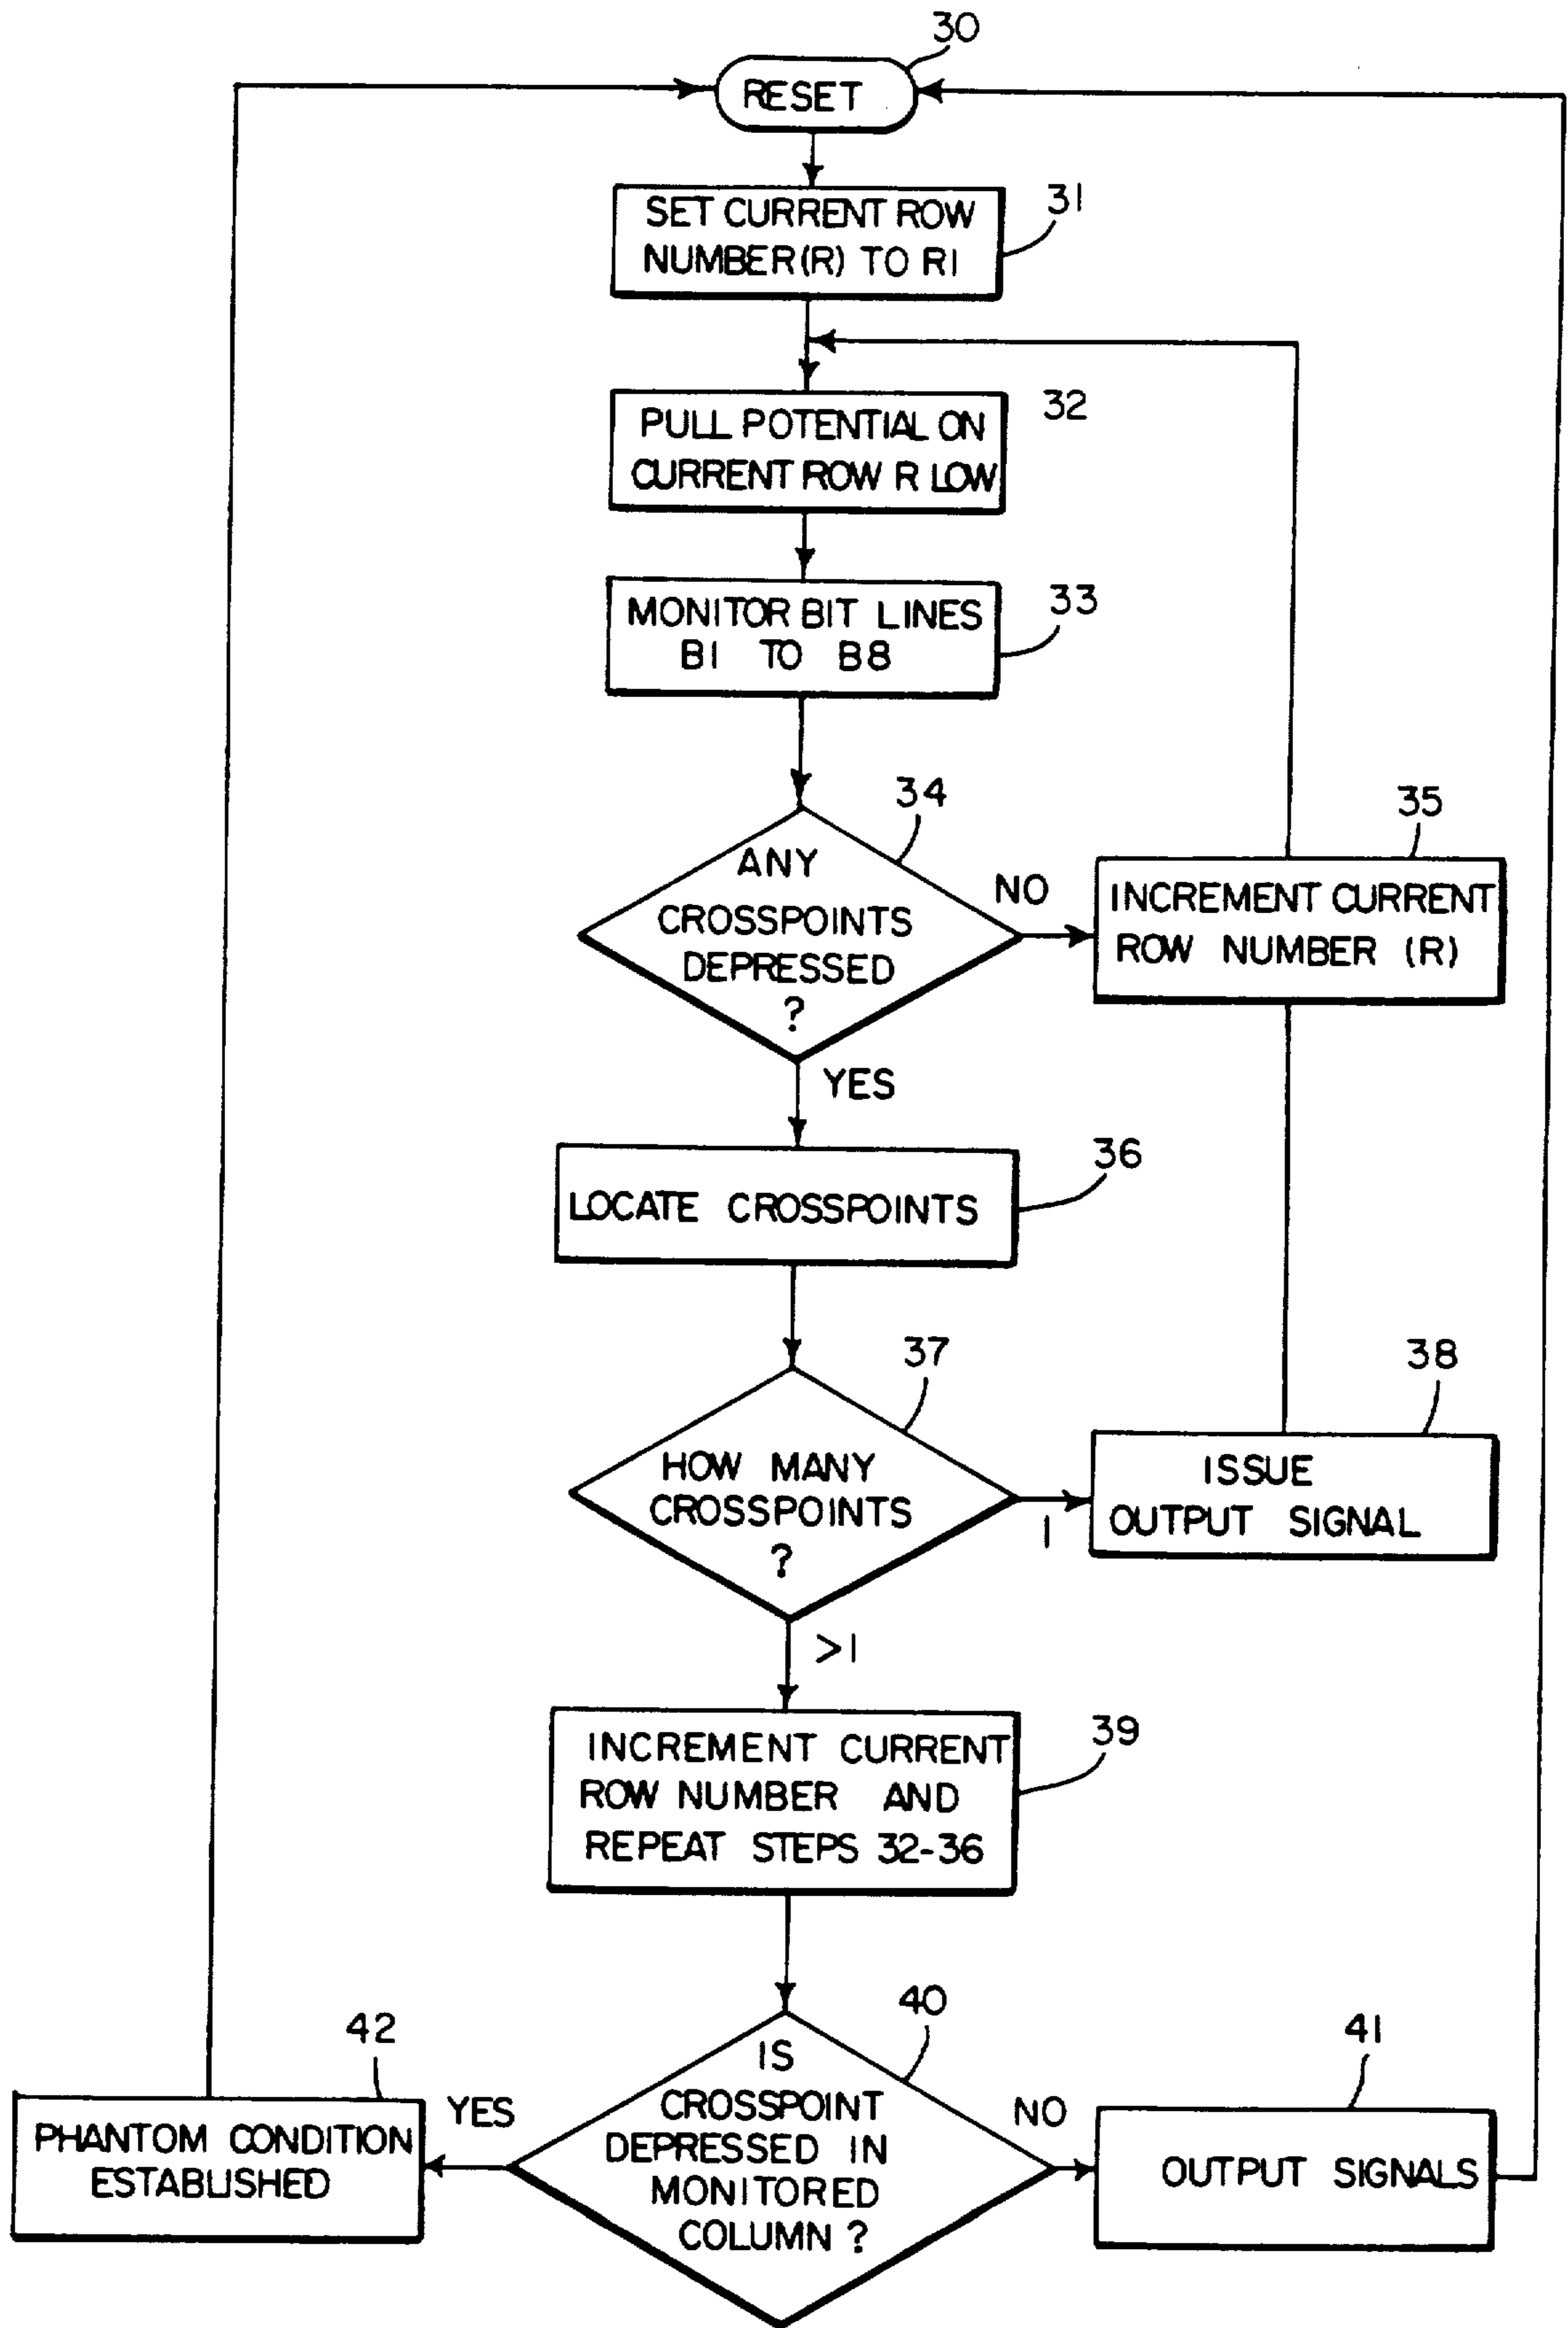 30
RESET
31
SET CURRENT ROW
NUMBER(R) TO R1
32
PULL POTENTIAL ON
CURRENT ROW R LOW
33
MONITOR BIT LINES
B1 TO B8
34
ANY
CROSSPOINTS
DEPRESSED
?
NO
35
INCREMENT CURRENT
ROW NUMBER (R)
YES
36
LOCATE CROSSPOINTS
37
HOW MANY
CROSSPOINTS
?
1
38
ISSUE
OUTPUT SIGNAL
>1
39
INCREMENT CURRENT
ROW NUMBER AND
REPEAT STEPS 32-36
40
IS
CROSSPOINT
DEPRESSED IN
MONITORED
COLUMN ?
YES
42
PHANTOM CONDITION
ESTABLISHED
NO
41
OUTPUT SIGNALS